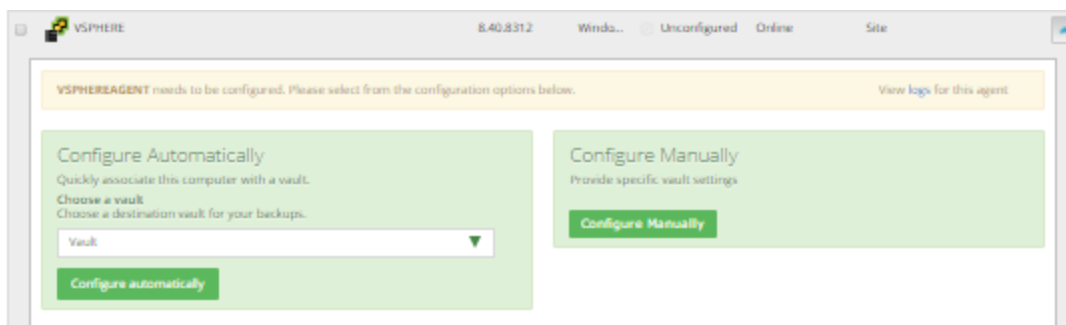 VSPHERE 8.40.8312 Windo... Unconfigured Online Site
VSPHEREAGENT needs to be configured. Please select from the configuration options below. View logs for this agent
Configure Automatically
Quickly associate this computer with a vault.
Choose a vault
Choose a destination vault for your backups.
Vault
Configure automatically
Configure Manually
Provide specific vault settings
Configure Manually